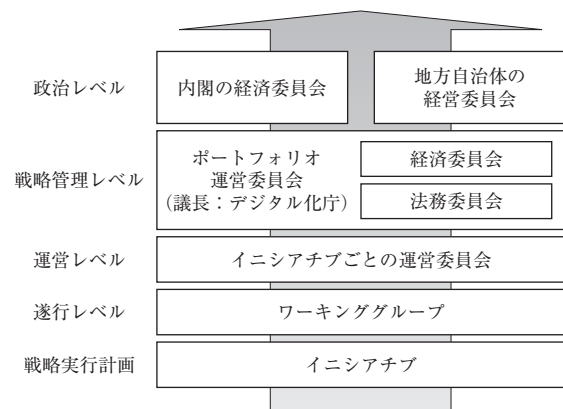 政治レベル
内閣の経済委員会
地方自治体の
経営委員会
戦略管理レベル
ポートフォリオ
運営委員会
（議長：デジタル化庁）
経済委員会
法務委員会
運営レベル
イニシアチブごとの運営委員会
遂行レベル
ワーキンググループ
戦略実行計画
イニシアチブ